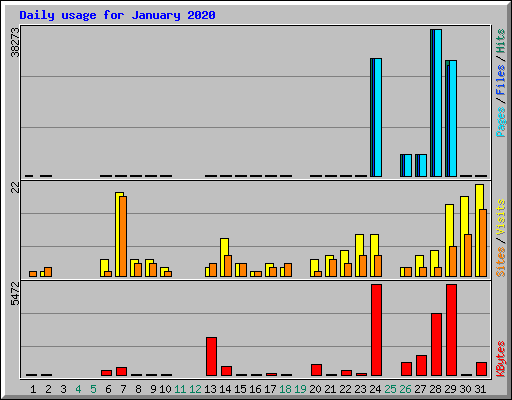 Daily usage for January 2020
38273
Pages / Files / Hits
22
Sites / Visits
5472
KBytes
1 2 3 4 5 6 7 8 9 10 11 12 13 14 15 16 17 18 19 20 21 22 23 24 25 26 27 28 29 30 31